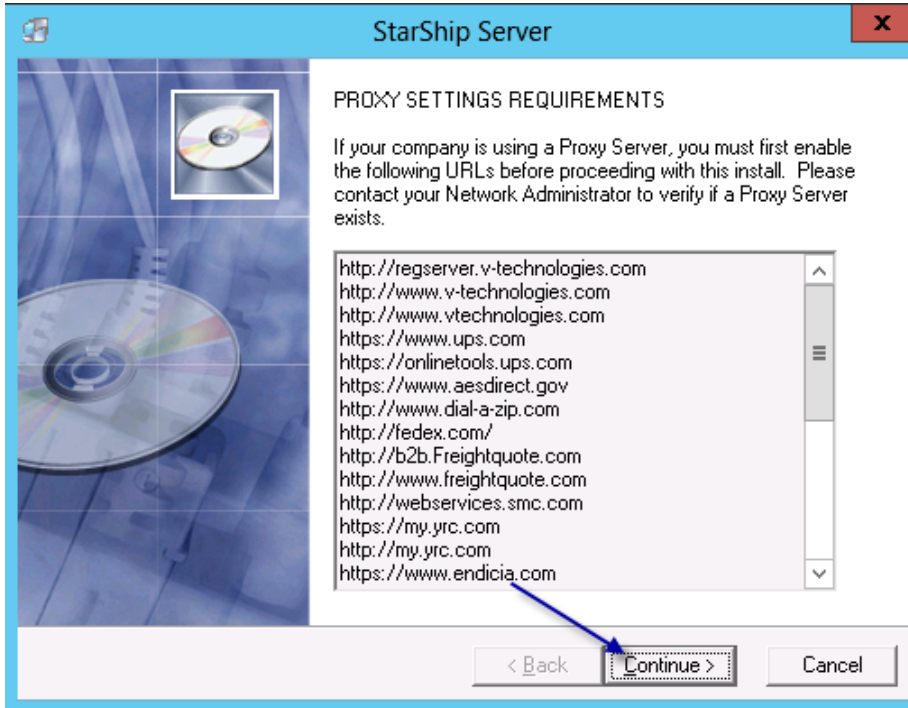 StarShip Server
X
PROXY SETTINGS REQUIREMENTS
If your company is using a Proxy Server, you must first enable
the following URLs before proceeding with this install.  Please
contact your Network Administrator to verify if a Proxy Server
exists.
http://regserver.v-technologies.com
http://www.v-technologies.com
http://www.vtechnologies.com
https://www.ups.com
https://onlinetools.ups.com
https://www.aesdirect.gov
http://www.dial-a-zip.com
http://fedex.com/
http://b2b.Freightquote.com
http://www.freightquote.com
http://webservices.smc.com
https://my.yrc.com
http://my.yrc.com
https://www.endicia.com
< Back
Continue >
Cancel